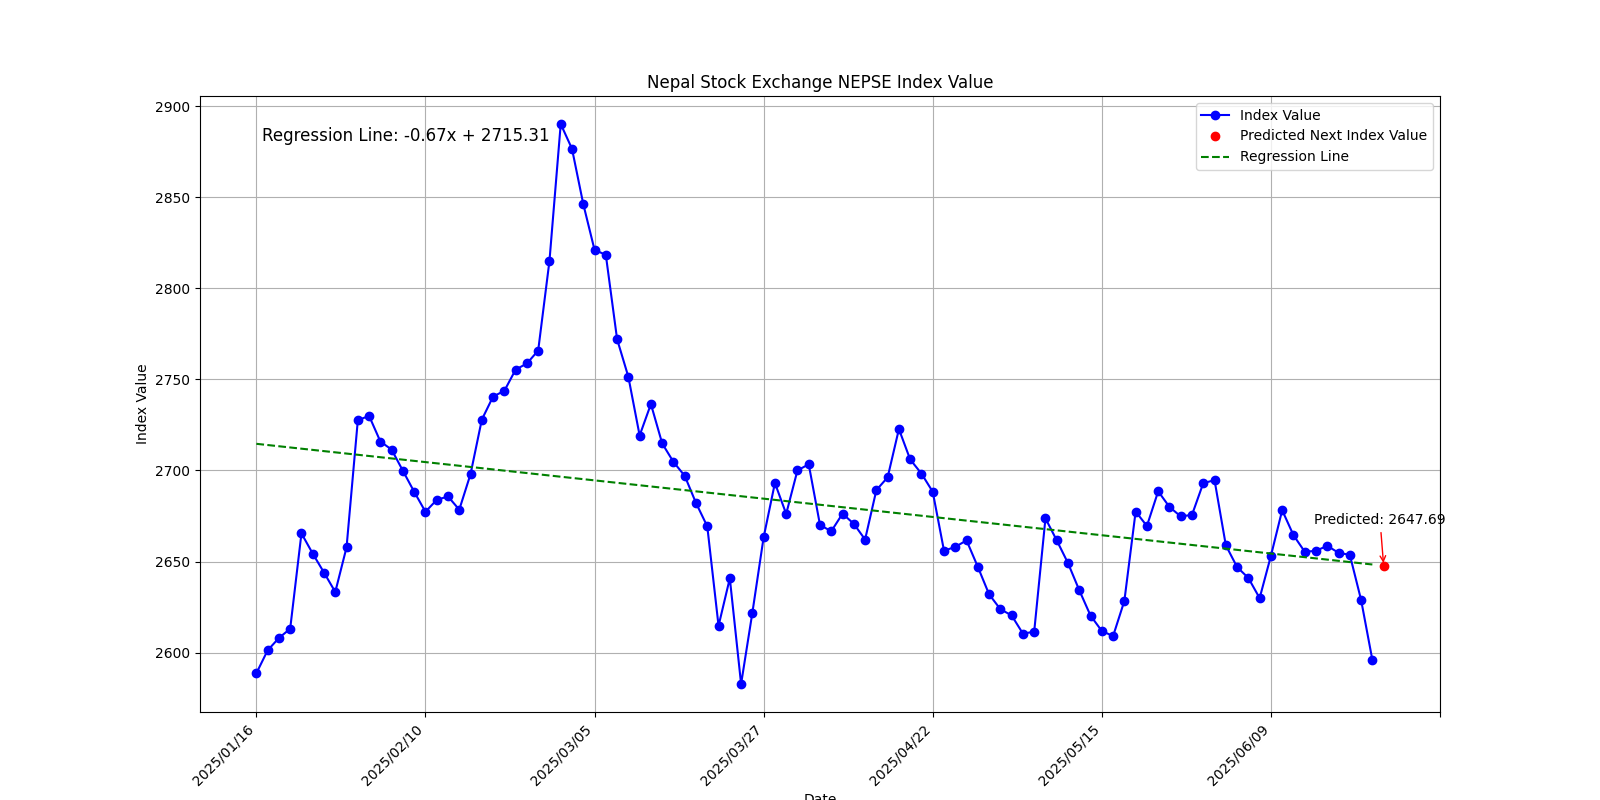 Nepal Stock Exchange NEPSE Index Value
2900
2850
2800
2750
2700
2650
2600
Index Value
Regression Line: -0.67x + 2715.31
Index Value
Predicted Next Index Value
Regression Line
Predicted: 2647.69
2025/01/16
2025/02/10
2025/03/05
2025/03/27
2025/04/22
2025/05/15
2025/06/09
Date